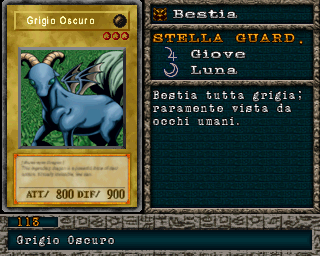 Grigio Oscuro
ATT/ 800 DIF/ 900
Bestia
STELLA GUARD.
Giove
Luna
Bestia tutta grigia;
raramente vista da
occhi umani.
113
Grigio Oscuro